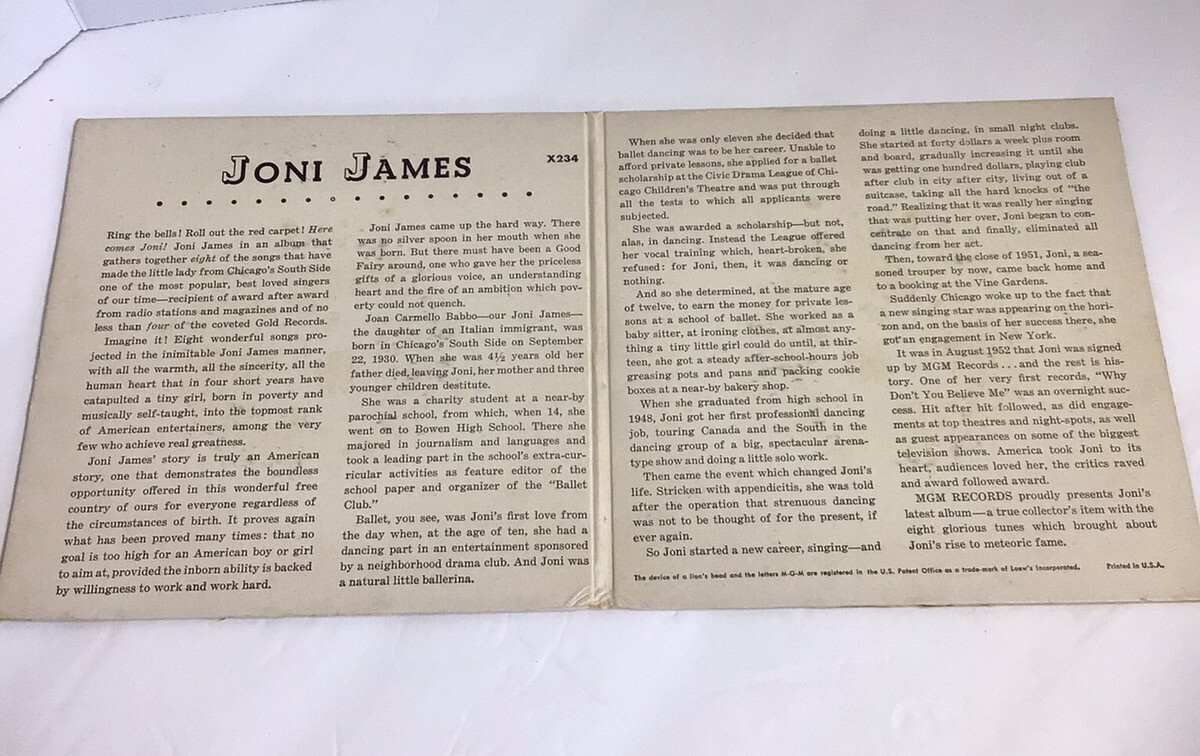 JONI JAMES
X234
Ring the bells! Roll out the red carpet! Here
comes Joni! Joni James in an album that
gathers together eight of the songs that have
made the little lady from Chicago's South Side
one of the most popular, best loved singers
of our time—recipient of award after award
from radio stations and magazines and of no
less than four of the coveted Gold Records.
Imagine it! Eight wonderful songs pro-
jected in the inimitable Joni James manner,
with all the warmth, all the sincerity, all the
human heart that in four short years have
catapulted a tiny girl, born in poverty and
musically self-taught, into the topmost rank
of American entertainers, among the very
few who achieve real greatness.
Joni James' story is truly an American
story, one that demonstrates the boundless
opportunity offered in this wonderful free
country of ours for everyone regardless of
the circumstances of birth. It proves again
what has been proved many times: that no
goal is too high for an American boy or girl
to aim at, provided the inborn ability is backed
by willingness to work and work hard.
Joni James came up the hard way. There
was no silver spoon in her mouth when she
was born. But there must have been a Good
Fairy around, one who gave her the priceless
gifts of a glorious voice, an understanding
heart and the fire of an ambition which pov-
erty could not quench.
Joan Carmello Babbo—our Joni James—
the daughter of an Italian immigrant, was
born in Chicago's South Side on September
22, 1930. When she was 4½ years old her
father died, leaving Joni, her mother and three
younger children destitute.
She was a charity student at a near-by
parochial school, from which, when 14, she
went on to Bowen High School. There she
majored in journalism and languages and
took a leading part in the school's extra-cur-
ricular activities as feature editor of the
school paper and organizer of the "Ballet
Club."
Ballet, you see, was Joni's first love from
the day when, at the age of ten, she had a
dancing part in an entertainment sponsored
by a neighborhood drama club. And Joni was
a natural little ballerina.
When she was only eleven she decided that
ballet dancing was to be her career. Unable to
afford private lessons, she applied for a ballet
scholarship at the Civic Drama League of Chi-
cago Children's Theatre and was put through
all the tests to which all applicants were
subjected.
She was awarded a scholarship—but not,
alas, in dancing. Instead the League offered
her vocal training which, heart-broken, she
refused: for Joni, then, it was dancing or
nothing.
And so she determined, at the mature age
of twelve, to earn the money for private les-
sons at a school of ballet. She worked as a
baby sitter, at ironing clothes, at almost any-
thing a tiny little girl could do until, at thir-
teen, she got a steady after-school-hours job
greasing pots and pans and packing cookie
boxes at a near-by bakery shop.
When she graduated from high school in
1948, Joni got her first professional dancing
job, touring Canada and the South in the
dancing group of a big, spectacular arena-
type show and doing a little solo work.
Then came the event which changed Joni's
life. Stricken with appendicitis, she was told
after the operation that strenuous dancing
was not to be thought of for the present, if
ever again.
So Joni started a new career, singing—and
doing a little dancing, in small night clubs.
She started at forty dollars a week plus room
and board, gradually increasing it until she
was getting one hundred dollars, playing club
after club in city after city, living out of a
suitcase, taking all the hard knocks of "the
road." Realizing that it was really her singing
that was putting her over, Joni began to con-
centrate on that and finally, eliminated all
dancing from her act.
Then, toward the close of 1951, Joni, a sea-
soned trouper by now, came back home and
to a booking at the Vine Gardens.
Suddenly Chicago woke up to the fact that
a new singing star was appearing on the hori-
zon and, on the basis of her success there, she
got an engagement in New York.
It was in August 1952 that Joni was signed
up by MGM Records . . . and the rest is his-
tory. One of her very first records, "Why
Don't You Believe Me" was an overnight suc-
cess. Hit after hit followed, as did engage-
ments at top theatres and night-spots, as well
as guest appearances on some of the biggest
television shows. America took Joni to its
heart, audiences loved her, the critics raved
and award followed award.
MGM RECORDS proudly presents Joni's
latest album—a true collector's item with the
eight glorious tunes which brought about
Joni's rise to meteoric fame.
The device of a lion's head and the letters M-G-M are registered in the U.S. Patent Office as a trade-mark of Loew's Incorporated.
Printed in U.S.A.